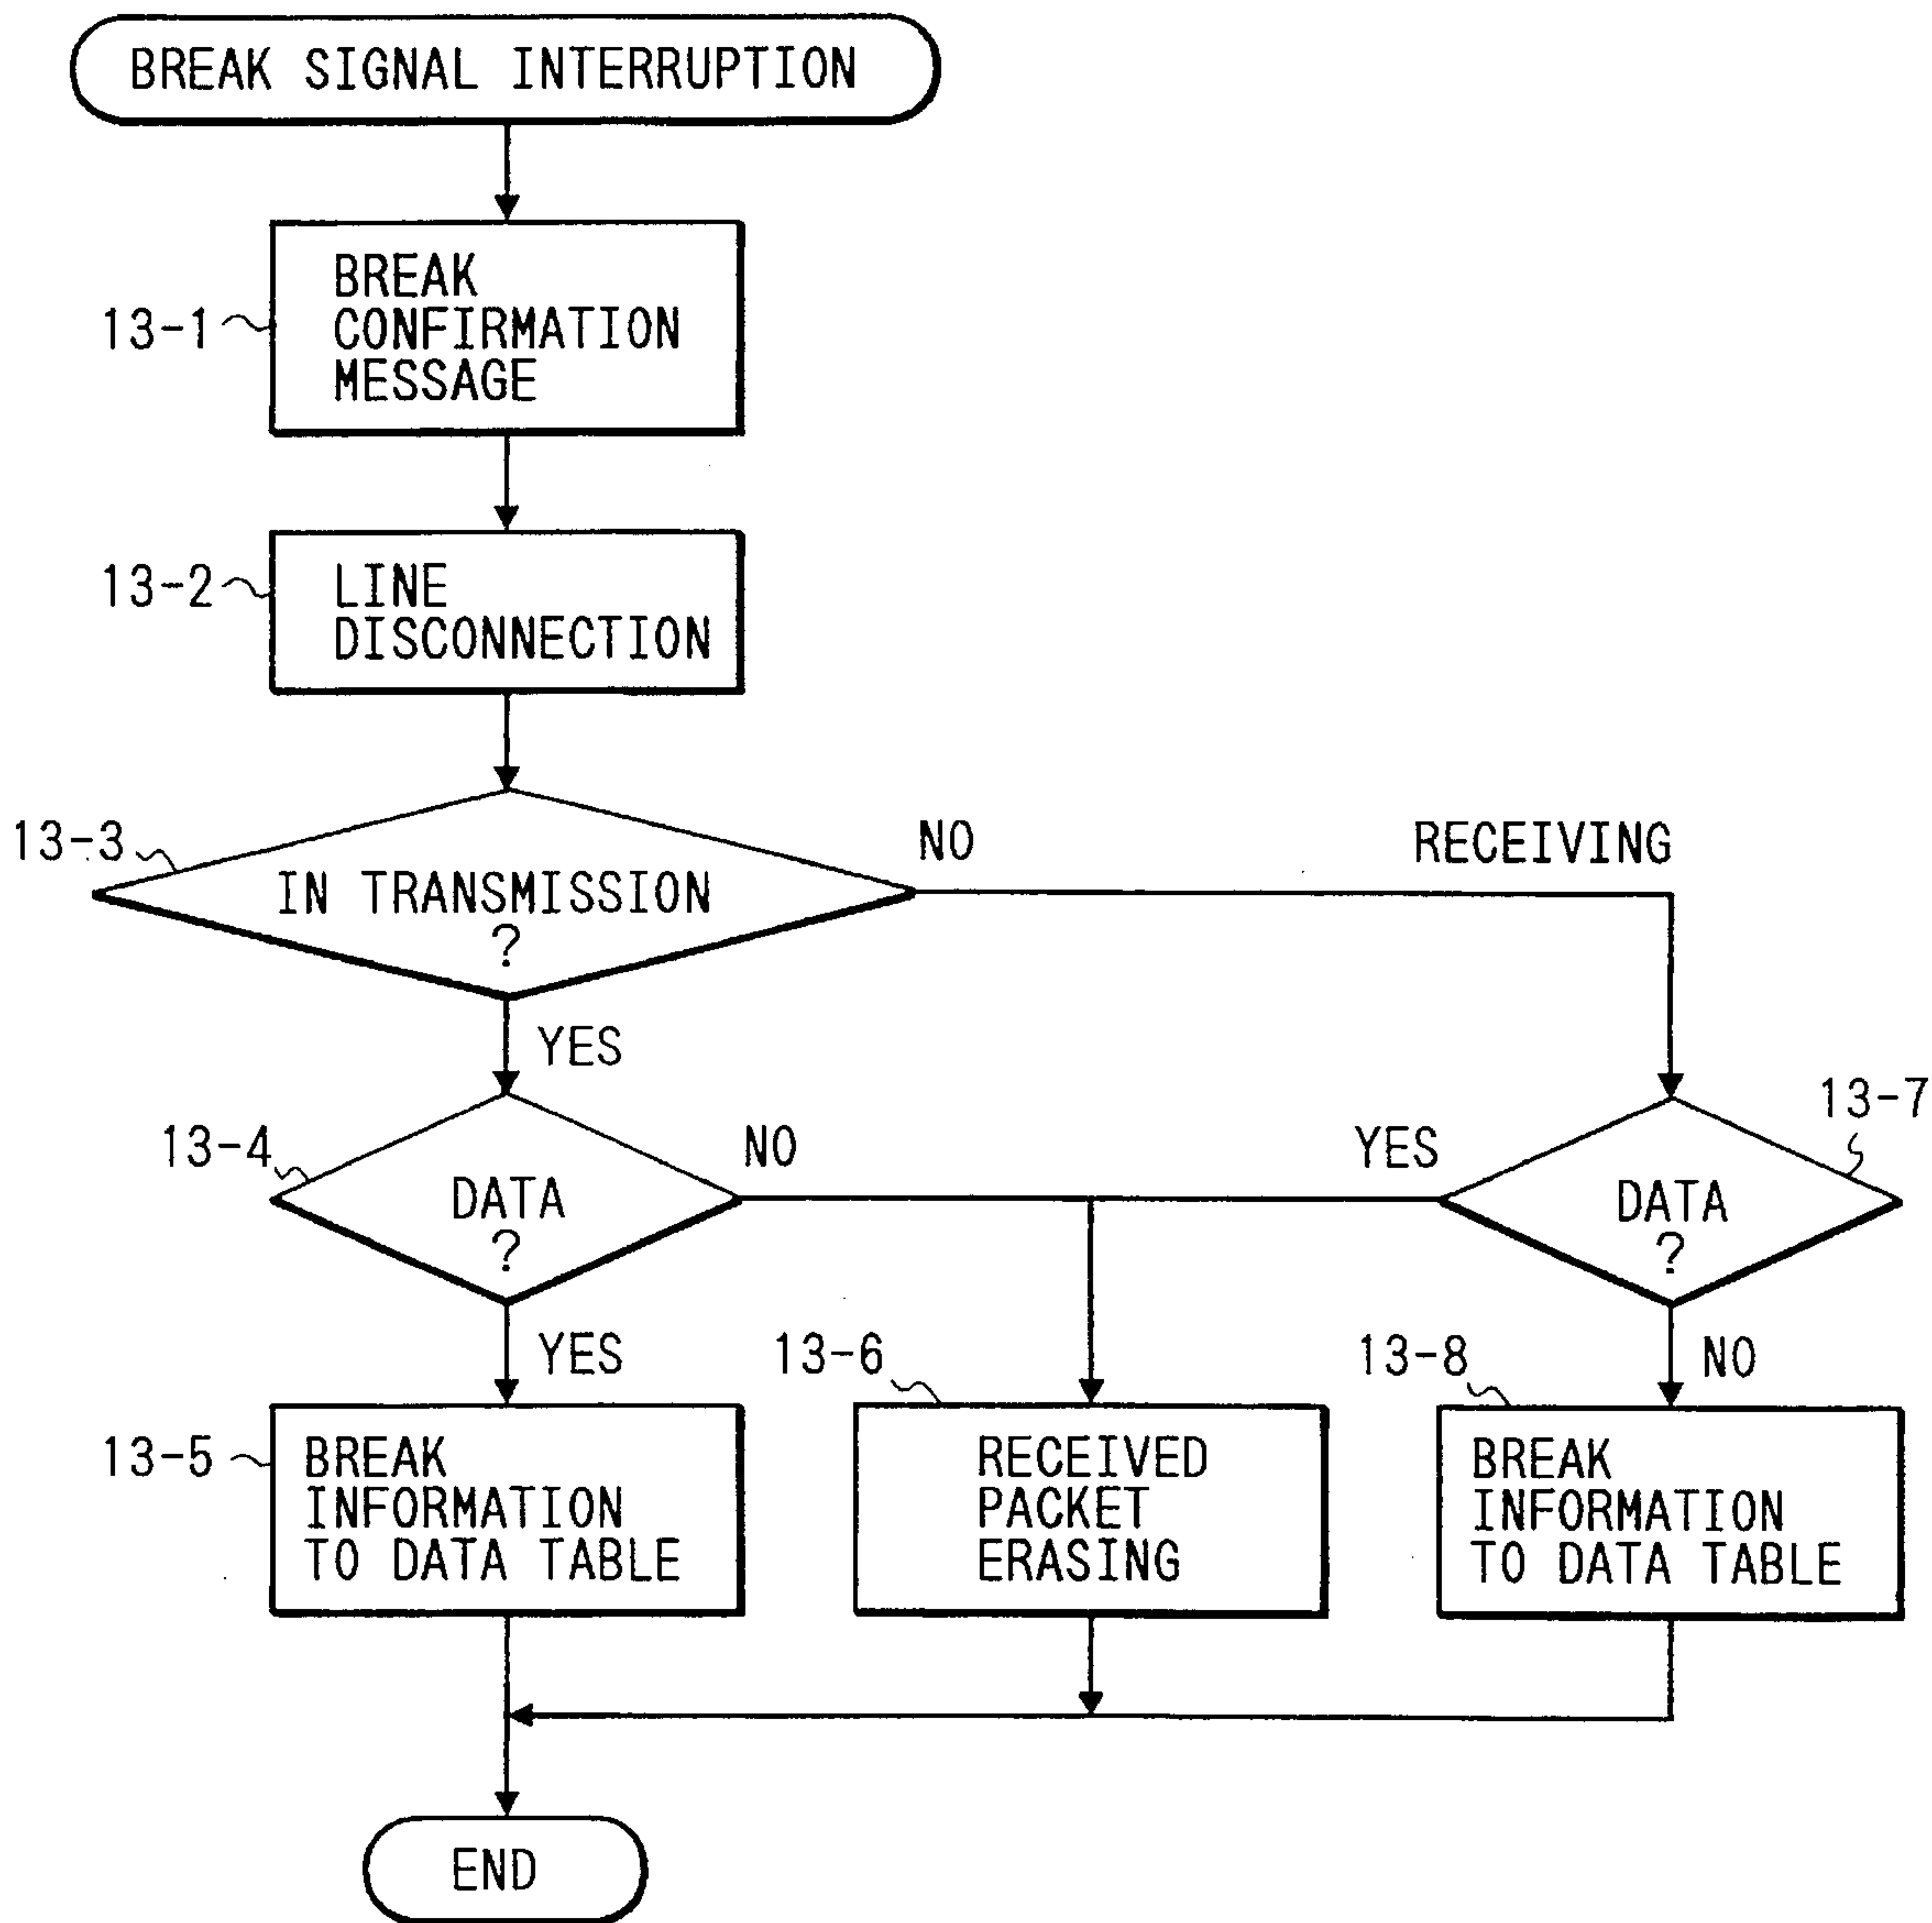 BREAK SIGNAL INTERRUPTION
13-1
BREAK
CONFIRMATION
MESSAGE
13-2
LINE
DISCONNECTION
13-3
IN TRANSMISSION
?
NO
RECEIVING
YES
13-4
DATA
?
NO
YES
13-7
DATA
?
YES
13-5
BREAK
INFORMATION
TO DATA TABLE
13-6
RECEIVED
PACKET
ERASING
NO
13-8
BREAK
INFORMATION
TO DATA TABLE
YES
END